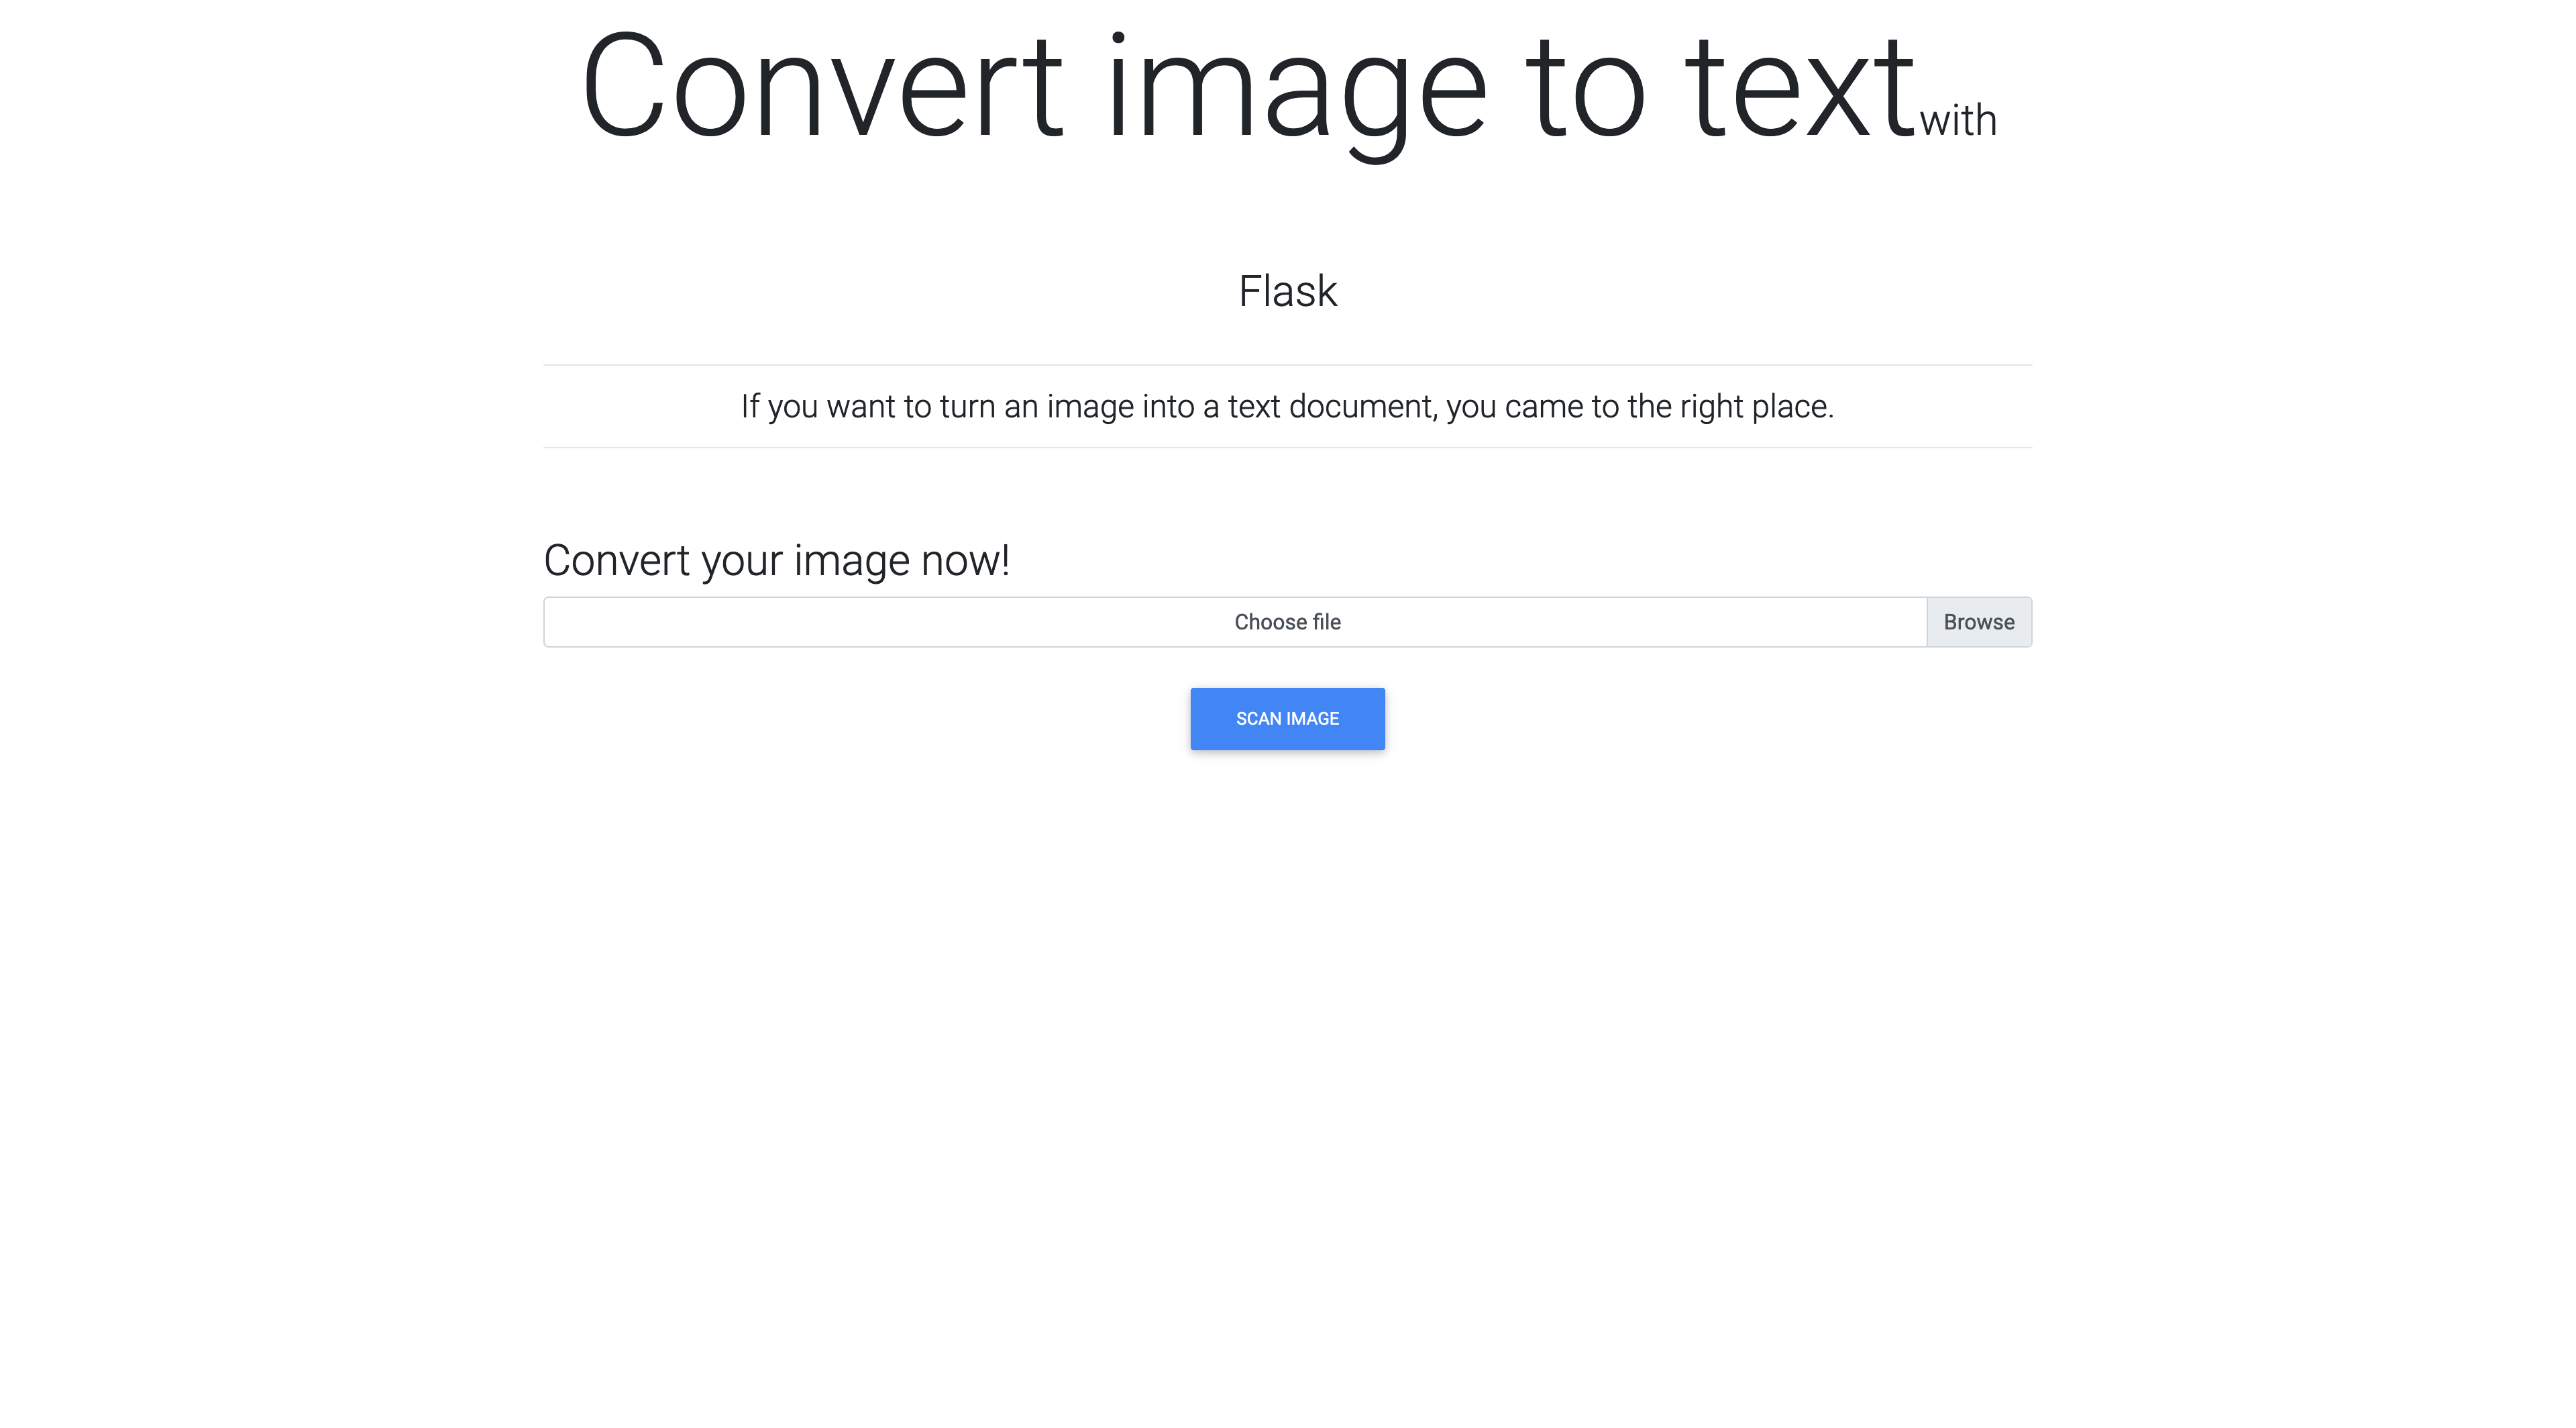 Convert image to text with
Flask
If you want to turn an image into a text document, you came to the right place.
Convert your image now!
Choose file Browse
SCAN IMAGE